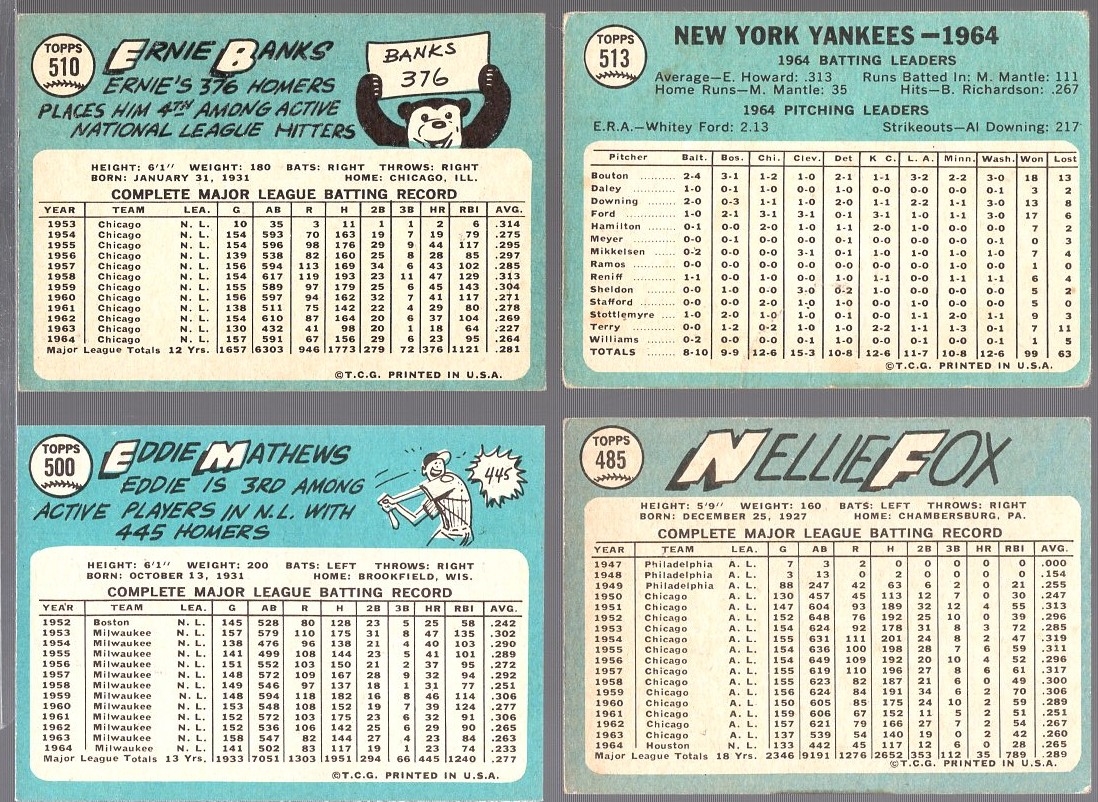 TOPPS
510
ERNIE BANKS
ERNIE'S 376 HOMERS
PLACES HIM 4TH AMONG ACTIVE
NATIONAL LEAGUE HITTERS
BANKS
376
HEIGHT: 6'1" WEIGHT: 180 BATS: RIGHT THROWS: RIGHT
BORN: JANUARY 31, 1931 HOME: CHICAGO, ILL.
COMPLETE MAJOR LEAGUE BATTING RECORD
YEAR TEAM LEA. G AB R H 2B 3B HR RBI AVG.
1953 Chicago N. L. 10 35 3 11 1 1 2 6 .314
1954 Chicago N. L. 154 593 70 163 19 7 19 79 .275
1955 Chicago N. L. 154 596 98 176 29 9 44 117 .295
1956 Chicago N. L. 139 538 82 160 25 8 28 85 .297
1957 Chicago N. L. 156 594 113 169 34 6 43 102 .285
1958 Chicago N. L. 154 617 119 193 23 11 47 129 .313
1959 Chicago N. L. 155 589 97 179 25 6 45 143 .304
1960 Chicago N. L. 156 597 94 162 32 7 41 117 .271
1961 Chicago N. L. 138 511 75 142 22 4 29 80 .278
1962 Chicago N. L. 154 610 87 164 20 6 37 104 .269
1963 Chicago N. L. 130 432 41 98 20 1 18 64 .227
1964 Chicago N. L. 157 591 67 156 29 6 23 95 .264
Major League Totals 12 Yrs. 1657 6303 946 1773 279 72 376 1121 .281
©T.C.G. PRINTED IN U.S.A.
TOPPS
513
NEW YORK YANKEES—1964
1964 BATTING LEADERS
Average—E. Howard: .313 Runs Batted In: M. Mantle: 111
Home Runs—M. Mantle: 35 Hits—B. Richardson: .267
1964 PITCHING LEADERS
E.R.A.—Whitey Ford: 2.13 Strikeouts—Al Downing: 217
Pitcher Balt. Bos. Chi. Clev. Det K C. L. A. Minn. Wash. Won Lost
Bouton 2-4 3-1 1-2 1-0 2-1 1-1 3-2 2-2 3-0 18 13
Daley 1-0 0-1 1-0 0-0 0-1 0-0 1-0 0-0 0-0 3 2
Downing 2-0 0-3 1-1 1-0 1-0 2-0 1-1 2-2 3-1 13 8
Ford 1-0 2-1 3-1 3-1 0-1 3-1 1-0 1-1 3-0 17 6
Hamilton 0-1 0-0 2-0 1-0 1-1 2-0 0-0 1-0 0-0 7 2
Meyer 0-0 0-1 0-0 0-0 0-0 0-0 0-1 0-0 0-1 0 3
Mikkelsen 0-2 0-0 0-0 3-1 0-1 1-0 1-0 1-0 1-0 7 4
Ramos 0-0 0-0 0-0 1-0 0-0 0-0 0-0 0-0 0-0 1 0
Reniff 1-1 0-0 1-0 0-0 1-0 1-1 0-0 1-1 1-1 6 4
Sheldon 0-0 0-0 0-0 3-0 0-2 0-0 1-0 0-0 1-0 5 2
Stafford 0-0 0-0 2-0 1-0 1-0 0-0 1-0 0-0 0-0 5 0
Stottlemyre 1-0 2-0 1-0 1-0 1-0 1-1 1-1 1-0 0-1 9 3
Terry 0-0 1-2 0-2 1-0 1-0 2-2 1-1 1-3 0-1 7 11
Williams 0-2 0-1 0-0 0-1 1-0 0-0 0-1 0-0 0-0 1 5
TOTALS 8-10 9-9 12-6 15-3 10-8 12-6 11-7 10-8 12-6 99 63
©T.C.G. PRINTED IN U.S.A.
TOPPS
500
EDDIE MATHEWS
EDDIE IS 3RD AMONG
ACTIVE PLAYERS IN N.L. WITH
445 HOMERS
445
HEIGHT: 6'1" WEIGHT: 200 BATS: LEFT THROWS: RIGHT
BORN: OCTOBER 13, 1931 HOME: BROOKFIELD, WIS.
COMPLETE MAJOR LEAGUE BATTING RECORD
YEAR TEAM LEA. G AB R H 2B 3B HR RBI AVG.
1952 Boston N. L. 145 528 80 128 23 5 25 58 .242
1953 Milwaukee N. L. 157 579 110 175 31 8 47 135 .302
1954 Milwaukee N. L. 138 476 96 138 21 4 40 103 .290
1955 Milwaukee N. L. 141 499 108 144 23 5 41 101 .289
1956 Milwaukee N. L. 151 552 103 150 21 2 37 95 .272
1957 Milwaukee N. L. 148 572 109 167 28 9 32 94 .292
1958 Milwaukee N. L. 149 546 97 137 18 1 31 77 .251
1959 Milwaukee N. L. 148 594 118 182 16 8 46 114 .306
1960 Milwaukee N. L. 153 548 108 152 19 7 39 124 .277
1961 Milwaukee N. L. 152 572 103 175 23 6 32 91 .306
1962 Milwaukee N. L. 152 536 106 142 25 6 29 90 .265
1963 Milwaukee N. L. 158 547 82 144 27 4 23 84 .263
1964 Milwaukee N. L. 141 502 83 117 19 1 23 74 .233
Major League Totals 13 Yrs. 1933 7051 1303 1951 294 66 445 1240 .277
©T.C.G. PRINTED IN U.S.A.
TOPPS
485
NELLIE FOX
HEIGHT: 5'9" WEIGHT: 160 BATS: LEFT THROWS: RIGHT
BORN: DECEMBER 25, 1927 HOME: CHAMBERSBURG, PA.
COMPLETE MAJOR LEAGUE BATTING RECORD
YEAR TEAM LEA. G AB R H 2B 3B HR RBI AVG.
1947 Philadelphia A. L. 7 3 2 0 0 0 0 0 .000
1948 Philadelphia A. L. 3 13 0 2 0 0 0 0 .154
1949 Philadelphia A. L. 88 247 42 63 6 2 0 21 .255
1950 Chicago A. L. 130 457 45 113 12 7 0 30 .247
1951 Chicago A. L. 147 604 93 189 32 12 4 55 .313
1952 Chicago A. L. 152 648 76 192 25 10 0 39 .296
1953 Chicago A. L. 154 624 92 178 31 8 3 72 .285
1954 Chicago A. L. 155 631 111 201 24 8 2 47 .319
1955 Chicago A. L. 154 636 100 198 28 7 6 59 .311
1956 Chicago A. L. 154 649 109 192 20 10 4 52 .296
1957 Chicago A. L. 155 619 110 196 27 8 6 61 .317
1958 Chicago A. L. 155 623 82 187 21 6 0 49 .300
1959 Chicago A. L. 156 624 84 191 34 6 2 70 .306
1960 Chicago A. L. 150 605 85 175 24 10 2 59 .289
1961 Chicago A. L. 159 606 67 152 11 5 2 51 .251
1962 Chicago A. L. 157 621 79 166 27 7 2 54 .267
1963 Chicago A. L. 137 539 54 140 19 0 2 42 .260
1964 Houston N. L. 133 442 45 117 12 6 0 28 .265
Major League Totals 18 Yrs. 2346 9191 1276 2652 353 112 35 789 .289
©T.C.G. PRINTED IN U.S.A.